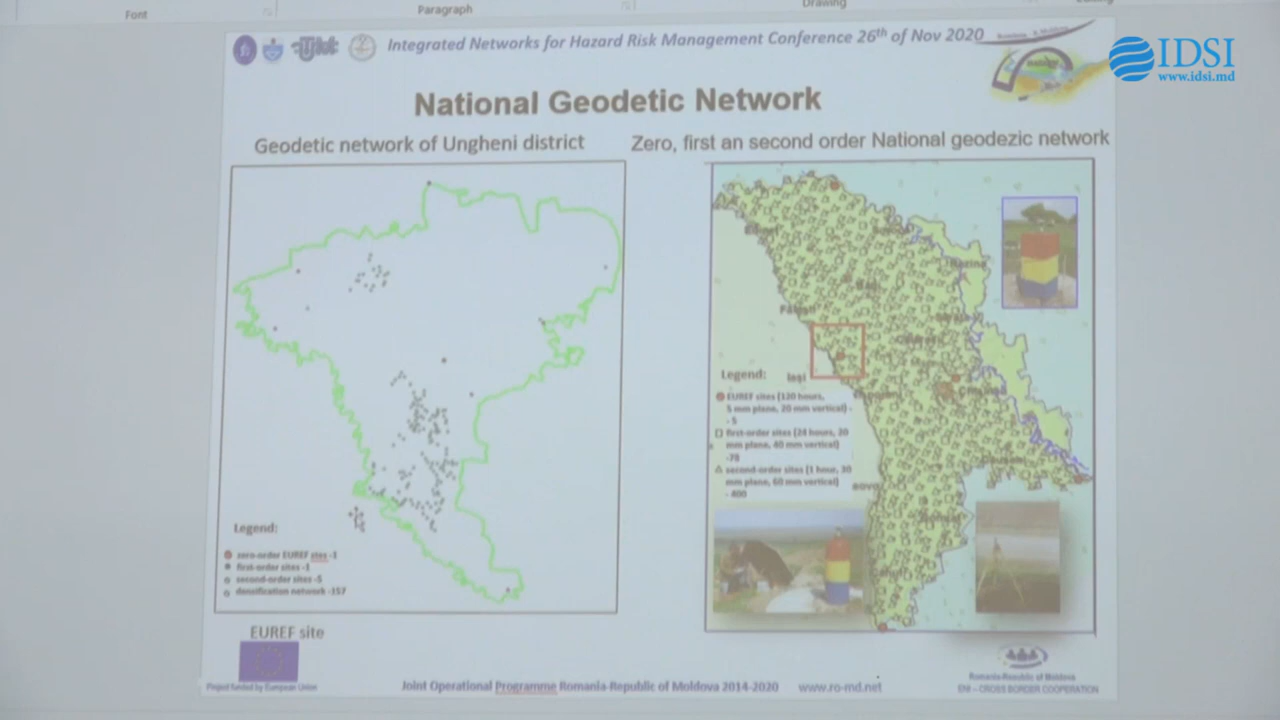 Font
Paragraph
Drawing
Integrated Networks for Hazard Risk Management Conference 26th of Nov 2020
IDSI
www.idsi.md
National Geodetic Network
Geodetic network of Ungheni district
Zero, first an second order National geodezic network
Legend:
zero-order EUREF sites -1
first-order sites -1
second-order sites -5
densification network -157
Legend:
Iași
EUREF sites (120 hours,
5 mm plane, 20 mm vertical) -
- 5
first-order sites (24 hours, 20
mm plane, 40 mm vertical)
-78
second-order sites (1 hour, 30
mm plane, 60 mm vertical)
- 400
EUREF site
Project funded by European Union
Joint Operational Programme Romania-Republic of Moldova 2014-2020
www.ro-md.net
Romania-Republic of Moldova
ENI – CROSS BORDER COOPERATION